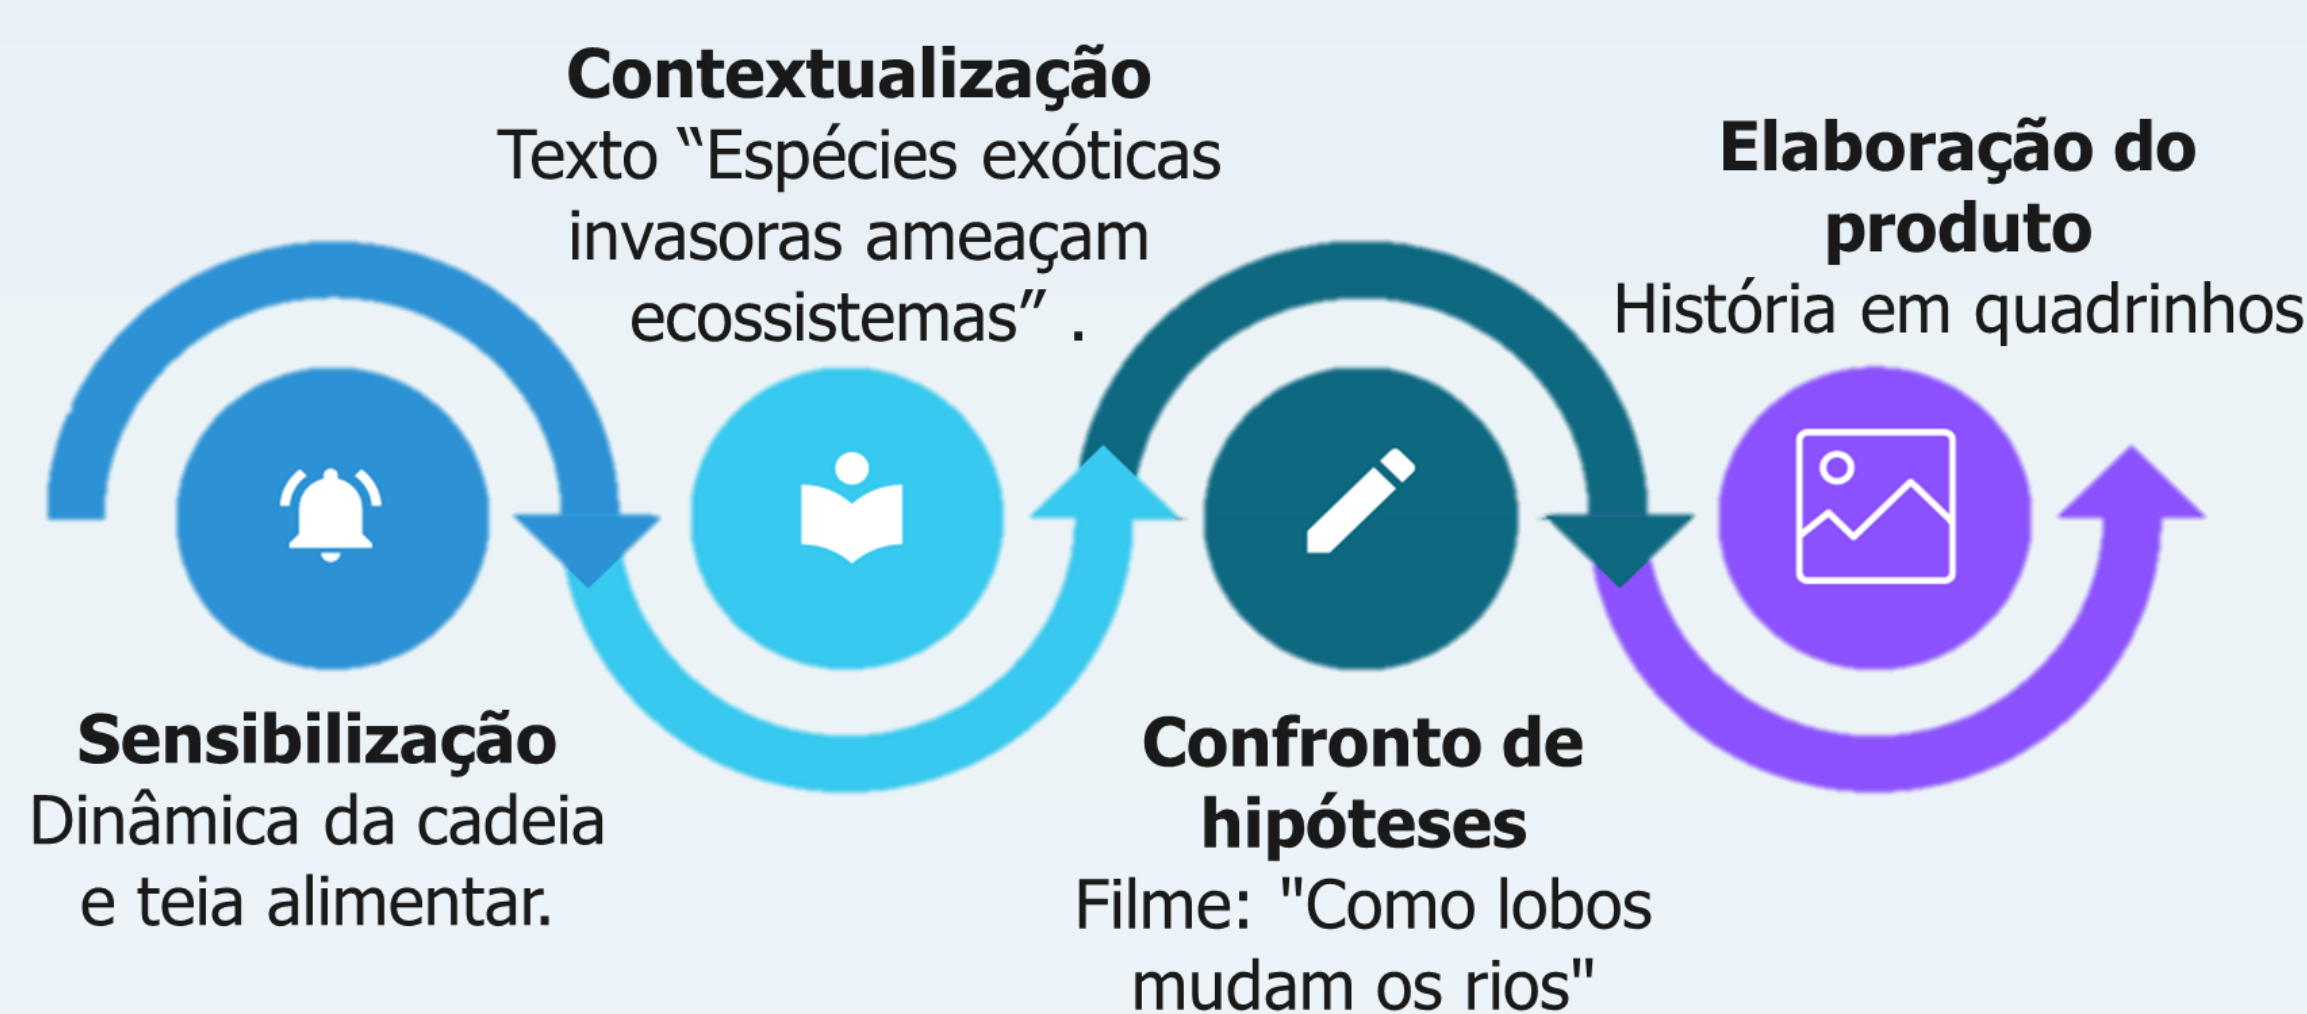 Sensibilização
Dinâmica da cadeia
e teia alimentar.
Contextualização
Texto “Espécies exóticas
invasoras ameaçam
ecossistemas” .
Confronto de
hipóteses
Filme: "Como lobos
mudam os rios"
Elaboração do
produto
História em quadrinhos